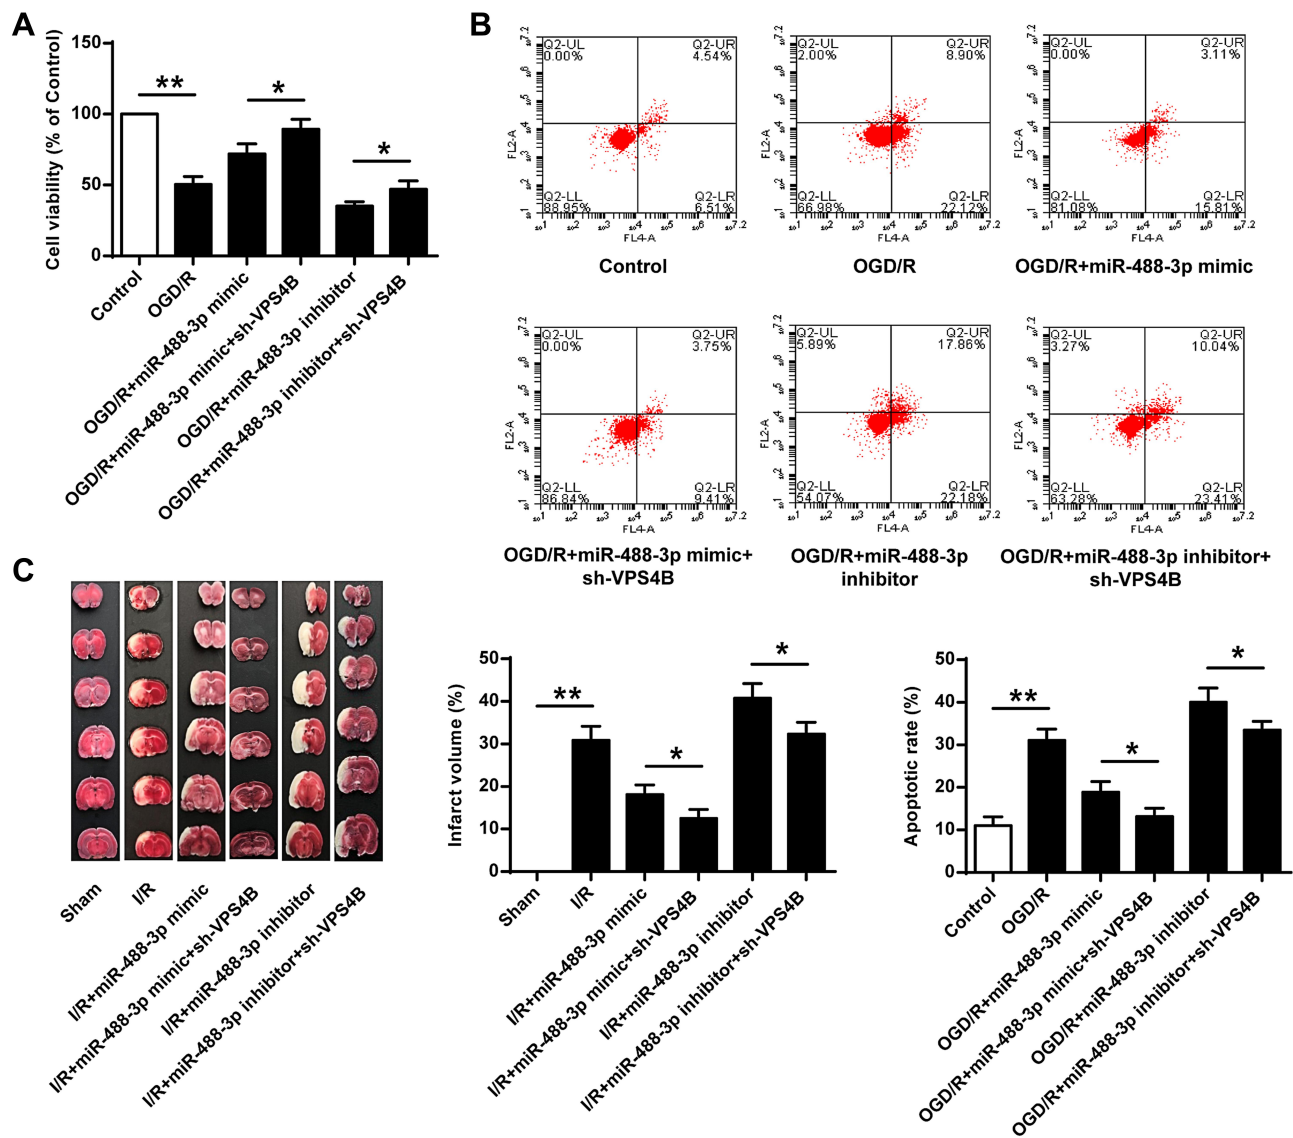 A
Cell viability (% of Control)
150
100
50
0
**
*
*
Control
OGD/R
OGD/R+miR-488-3p mimic
OGD/R+miR-488-3p mimic+sh-VPS4B
OGD/R+miR-488-3p inhibitor
OGD/R+miR-488-3p inhibitor+sh-VPS4B
B
Q2-UL
0.00%
Q2-UR
4.54%
Q2-LL
88.95%
Q2-LR
6.51%
FL2-A
FL4-A
Control
Q2-UL
2.00%
Q2-UR
8.90%
Q2-LL
66.98%
Q2-LR
22.12%
FL2-A
FL4-A
OGD/R
Q2-UL
0.00%
Q2-UR
3.11%
Q2-LL
81.08%
Q2-LR
15.81%
FL2-A
FL4-A
OGD/R+miR-488-3p mimic
Q2-UL
0.00%
Q2-UR
3.75%
Q2-LL
86.84%
Q2-LR
9.41%
FL2-A
FL4-A
OGD/R+miR-488-3p mimic+
sh-VPS4B
Q2-UL
5.89%
Q2-UR
17.86%
Q2-LL
54.07%
Q2-LR
22.18%
FL2-A
FL4-A
OGD/R+miR-488-3p
inhibitor
Q2-UL
3.27%
Q2-UR
10.04%
Q2-LL
63.28%
Q2-LR
23.41%
FL2-A
FL4-A
OGD/R+miR-488-3p inhibitor+
sh-VPS4B
C
Sham
I/R
I/R+miR-488-3p mimic
I/R+miR-488-3p mimic+sh-VPS4B
I/R+miR-488-3p inhibitor
I/R+miR-488-3p inhibitor+sh-VPS4B
Infarct volume (%)
50
40
30
20
10
0
**
*
*
Sham
I/R
I/R+miR-488-3p mimic
I/R+miR-488-3p mimic+sh-VPS4B
I/R+miR-488-3p inhibitor
I/R+miR-488-3p inhibitor+sh-VPS4B
Apoptotic rate (%)
50
40
30
20
10
0
**
*
*
Control
OGD/R
OGD/R+miR-488-3p mimic
OGD/R+miR-488-3p mimic+sh-VPS4B
OGD/R+miR-488-3p inhibitor
OGD/R+miR-488-3p inhibitor+sh-VPS4B